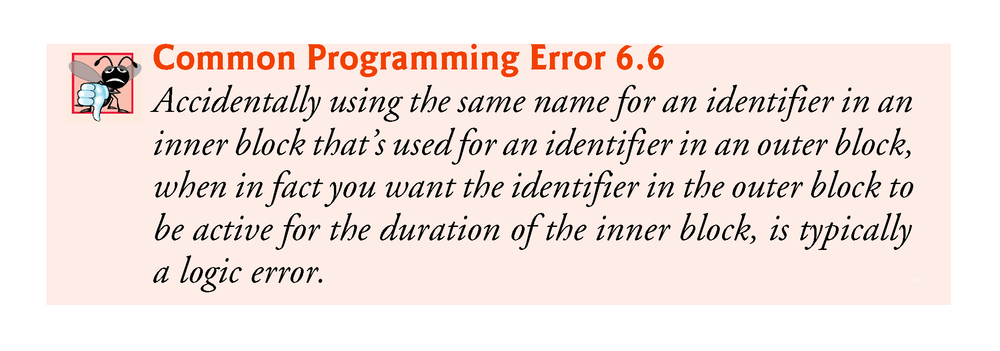 Common Programming Error 6.6
Accidentally using the same name for an identifier in an
inner block that’s used for an identifier in an outer block,
when in fact you want the identifier in the outer block to
be active for the duration of the inner block, is typically
a logic error.
6.6